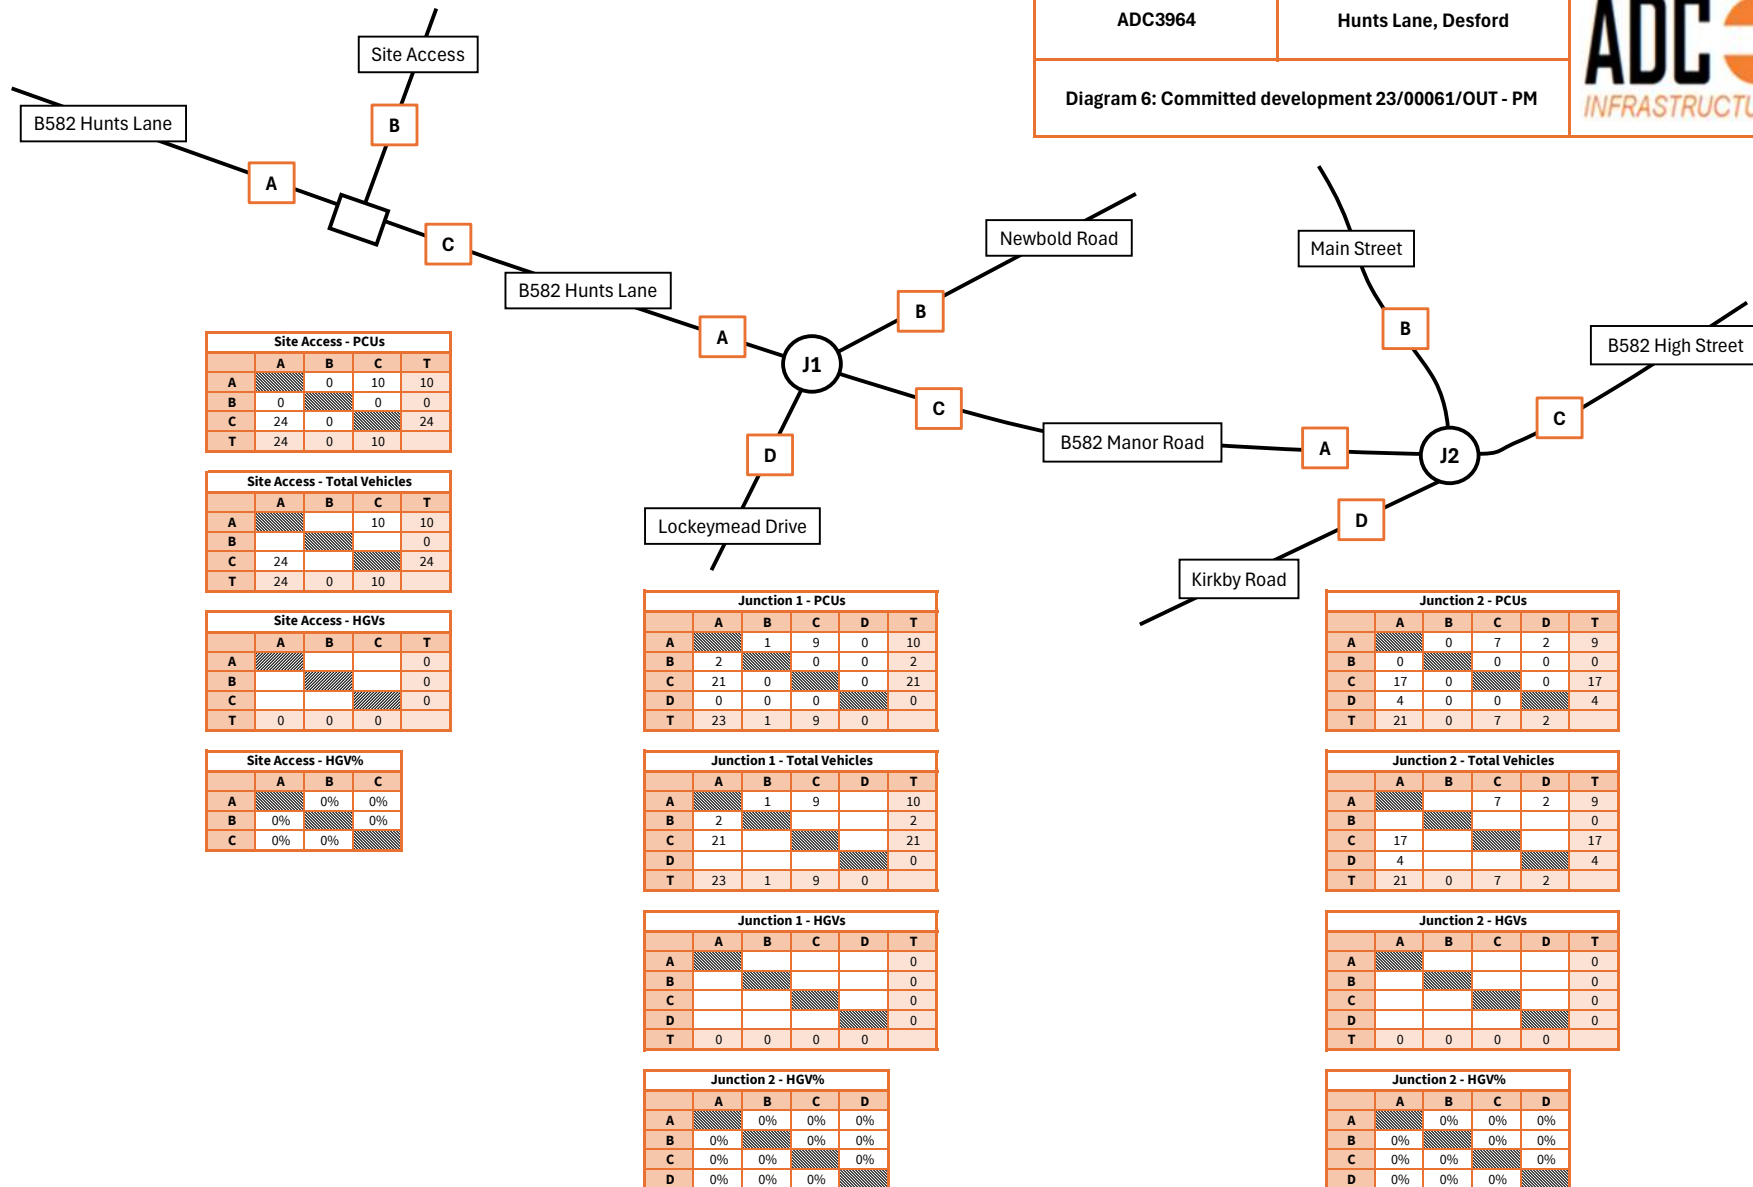 ADC3964
Hunts Lane, Desford
Diagram 6: Committed development 23/00061/OUT - PM
ADC
INFRASTRUCTU
Site Access
B582 Hunts Lane
B
A
C
B582 Hunts Lane
Newbold Road
Main Street
B582 High Street
A
B
J1
C
D
B582 Manor Road
Lockeymead Drive
B
A
J2
C
D
Kirkby Road
Site Access - PCUs
A B C T
A 0 10 10
B 0 0 0
C 24 0 24
T 24 0 10
Site Access - Total Vehicles
A B C T
A 10 10
B 0
C 24 24
T 24 0 10
Site Access - HGVs
A B C T
A 0
B 0
C 0
T 0 0 0
Site Access - HGV%
A B C
A 0% 0%
B 0% 0%
C 0% 0%
Junction 1 - PCUs
A B C D T
A 1 9 0 10
B 2 0 0 2
C 21 0 0 21
D 0 0 0 0
T 23 1 9 0
Junction 1 - Total Vehicles
A B C D T
A 1 9 10
B 2 2
C 21 21
D 0
T 23 1 9 0
Junction 1 - HGVs
A B C D T
A 0
B 0
C 0
D 0
T 0 0 0 0
Junction 2 - HGV%
A B C D
A 0% 0% 0%
B 0% 0% 0%
C 0% 0% 0%
D 0% 0% 0%
Junction 2 - PCUs
A B C D T
A 0 7 2 9
B 0 0 0 0
C 17 0 0 17
D 4 0 0 4
T 21 0 7 2
Junction 2 - Total Vehicles
A B C D T
A 7 2 9
B 0
C 17 17
D 4 4
T 21 0 7 2
Junction 2 - HGVs
A B C D T
A 0
B 0
C 0
D 0
T 0 0 0 0
Junction 2 - HGV%
A B C D
A 0% 0% 0%
B 0% 0% 0%
C 0% 0% 0%
D 0% 0% 0%